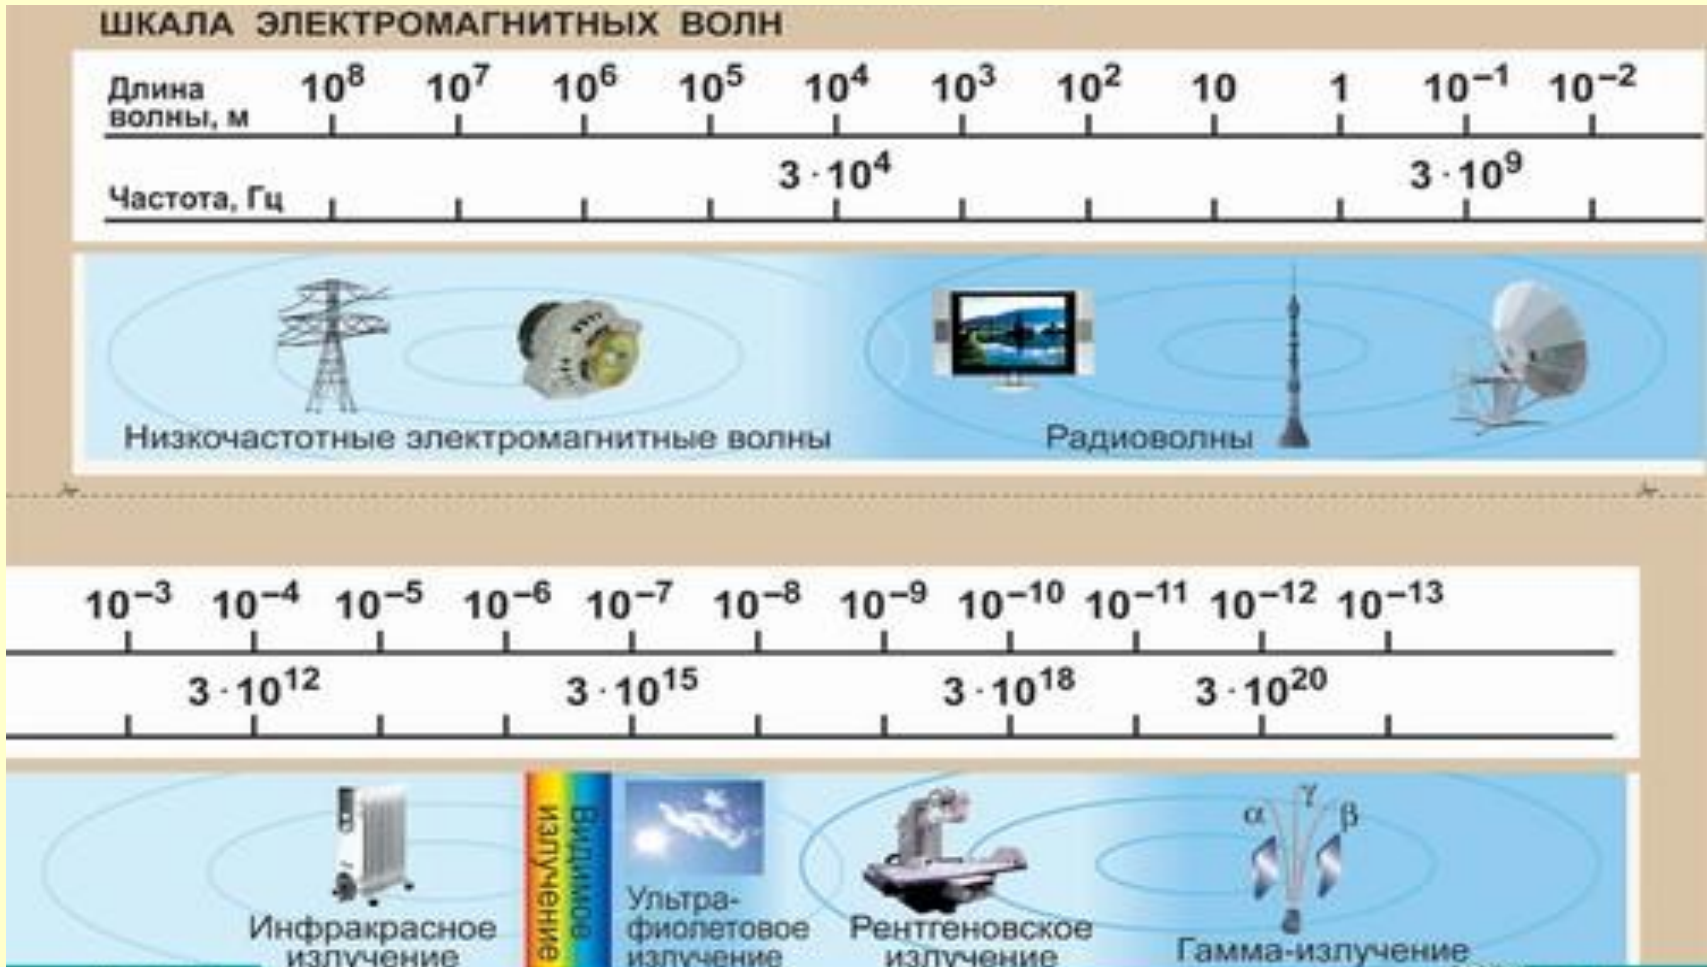 ШКАЛА ЭЛЕКТРОМАГНИТНЫХ ВОЛН
Длина волны, м
10⁸ 10⁷ 10⁶ 10⁵ 10⁴ 10³ 10² 10 1 10⁻¹ 10⁻²
3·10⁴ 3·10⁹
Частота, Гц
Низкочастотные электромагнитные волны
Радиоволны
10⁻³ 10⁻⁴ 10⁻⁵ 10⁻⁶ 10⁻⁷ 10⁻⁸ 10⁻⁹ 10⁻¹⁰ 10⁻¹¹ 10⁻¹² 10⁻¹³
3·10¹² 3·10¹⁵ 3·10¹⁸ 3·10²⁰
Инфракрасное
излучение
Видимое
излучение
Ультра-
фиолетовое
излучение
Рентгеновское
излучение
α γ β
Гамма-излучение